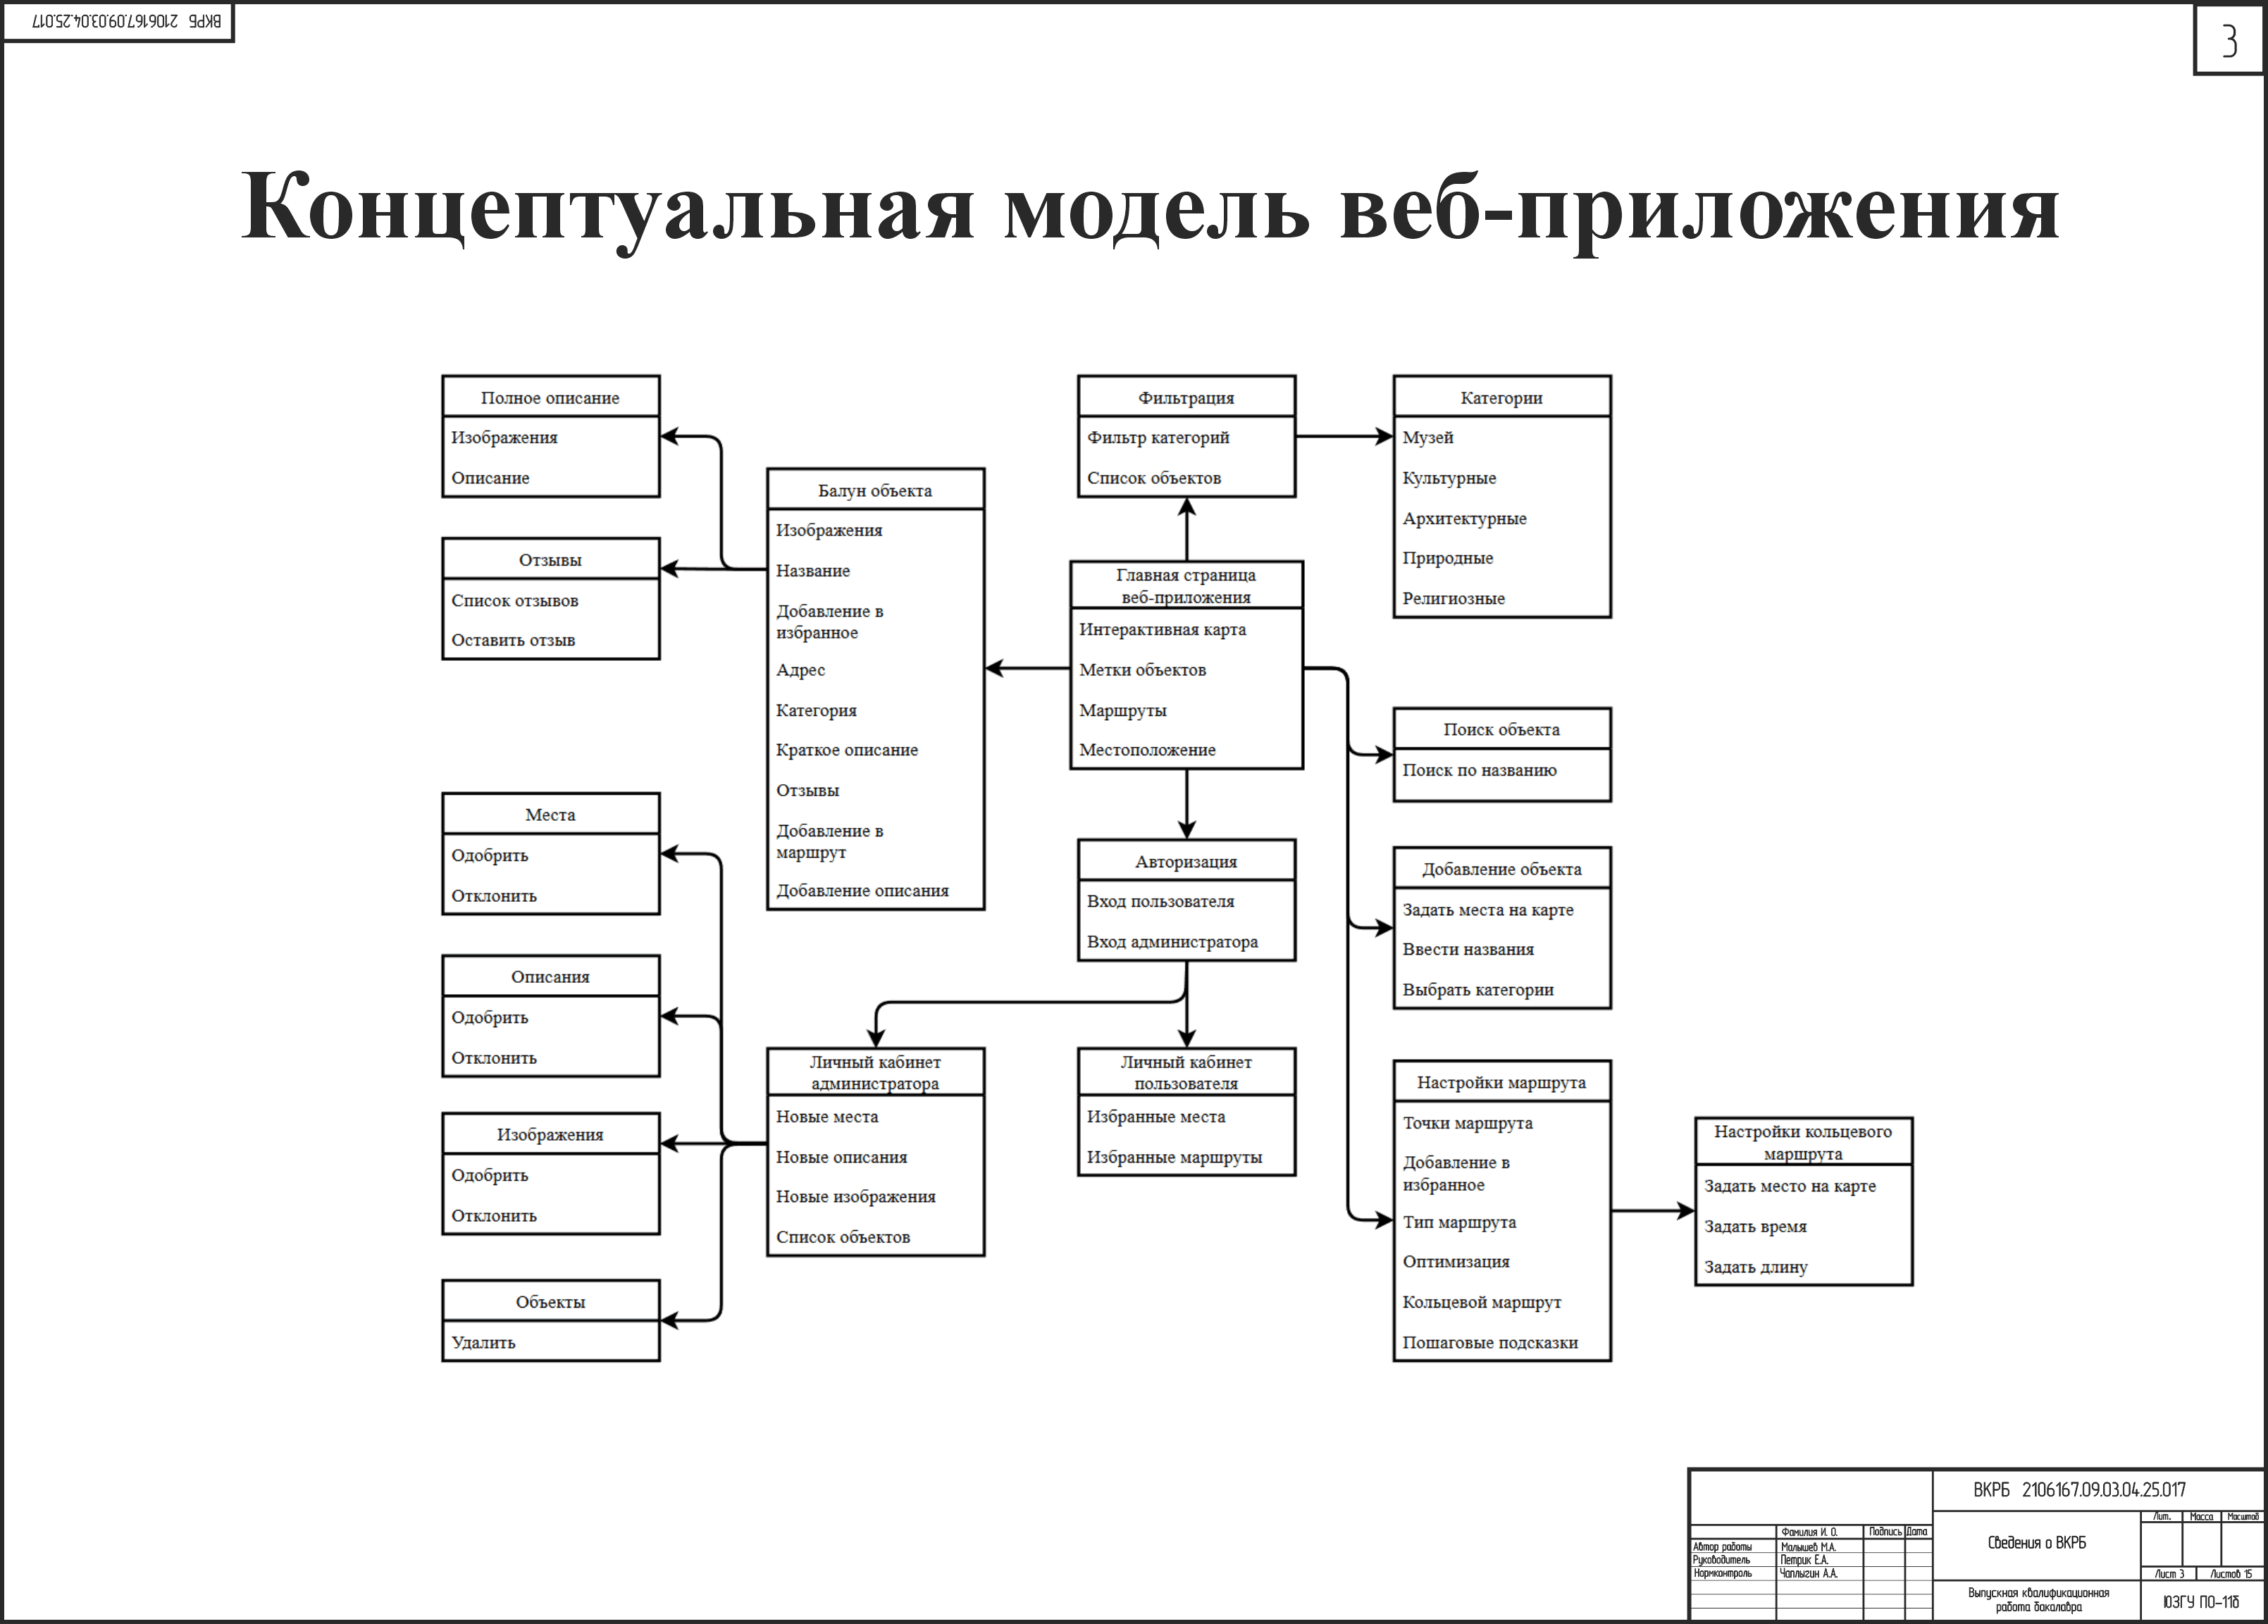 ВКРБ 2106167.09.03.04.25.017
3
Концептуальная модель веб-приложения
Полное описание
Изображения
Описание
Отзывы
Список отзывов
Оставить отзыв
Балун объекта
Изображения
Название
Добавление в
избранное
Адрес
Категория
Краткое описание
Отзывы
Добавление в
маршрут
Добавление описания
Фильтрация
Фильтр категорий
Список объектов
Категории
Музей
Культурные
Архитектурные
Природные
Религиозные
Главная страница
веб-приложения
Интерактивная карта
Метки объектов
Маршруты
Местоположение
Поиск объекта
Поиск по названию
Добавление объекта
Задать места на карте
Ввести названия
Выбрать категории
Авторизация
Вход пользователя
Вход администратора
Места
Одобрить
Отклонить
Описания
Одобрить
Отклонить
Изображения
Одобрить
Отклонить
Объекты
Удалить
Личный кабинет
администратора
Новые места
Новые описания
Новые изображения
Список объектов
Личный кабинет
пользователя
Избранные места
Избранные маршруты
Настройки маршрута
Точки маршрута
Добавление в
избранное
Тип маршрута
Оптимизация
Кольцевой маршрут
Пошаговые подсказки
Настройки кольцевого
маршрута
Задать место на карте
Задать время
Задать длину
ВКРБ 2106167.09.03.04.25.017
Фамилия И. О. Подпись Дата
Автор работы Малышев М.А.
Руководитель Петрик Е.А.
Нормконтроль Чаплыгин А.А.
Сведения о ВКРБ
Лит. Масса Масштаб
Лист 3 Листов 15
Выпускная квалификационная
работа бакалавра
ЮЗГУ ПО-11б